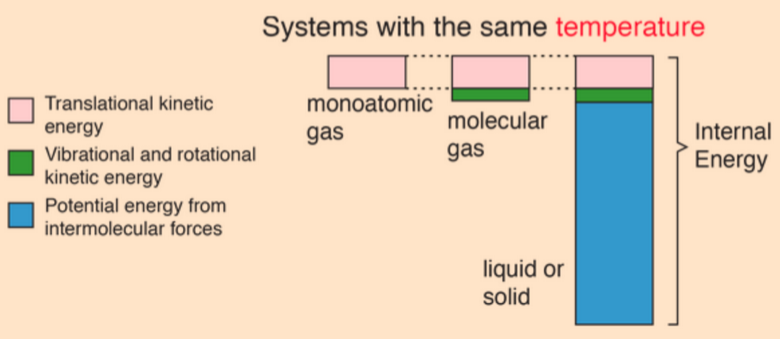 Systems with the same temperature
Translational kinetic
energy
Vibrational and rotational
kinetic energy
Potential energy from
intermolecular forces
monoatomic
gas
molecular
gas
liquid or
solid
Internal
Energy